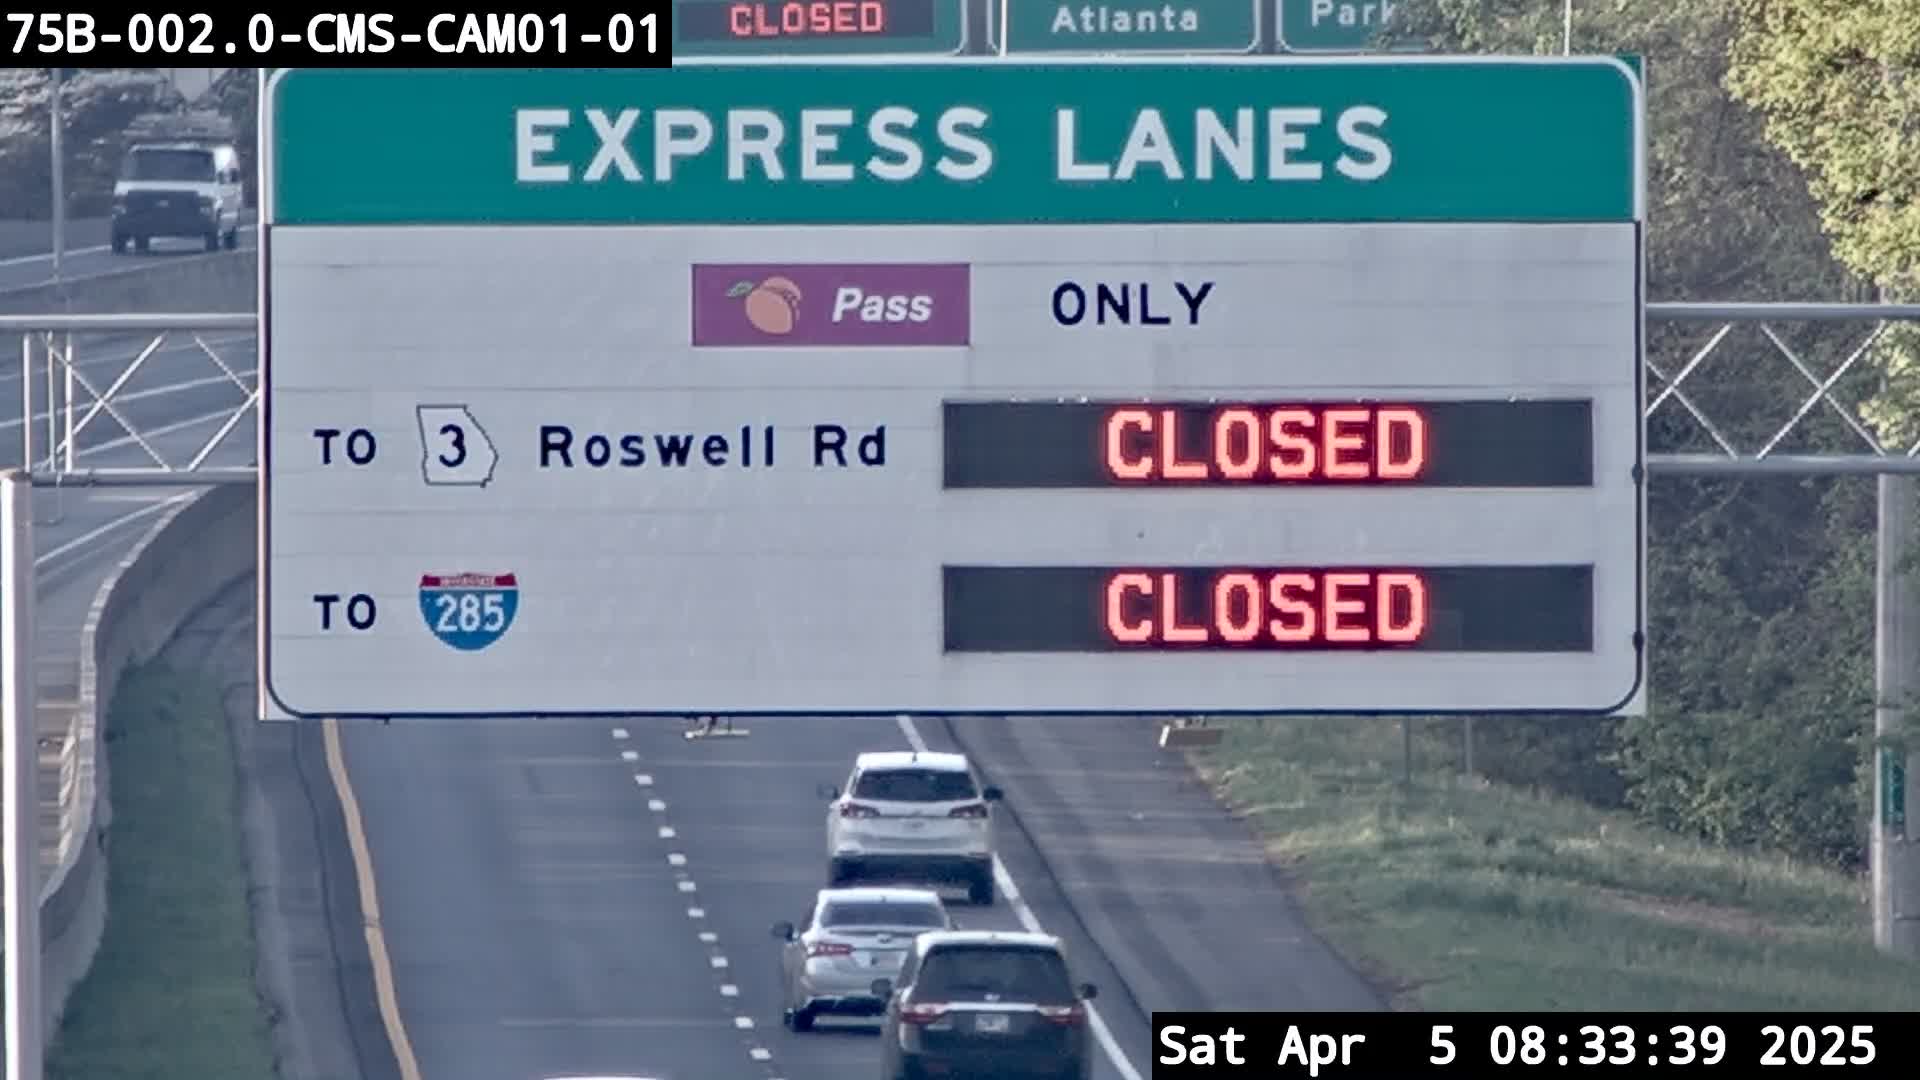 75B-002.0-CMS-CAM01-01
CLOSED
Atlanta
Park
EXPRESS LANES
Pass ONLY
TO 3 Roswell Rd CLOSED
TO 285 CLOSED
Sat Apr 5 08:33:39 2025